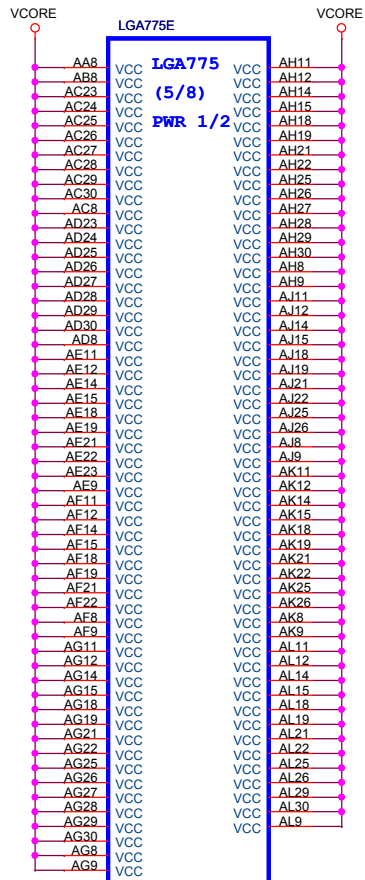 VCORE VCORE
LGA775E
AA8 VCC LGA775 VCC AH11
AB8 VCC VCC AH12
AC23 VCC (5/8) VCC AH14
AC24 VCC VCC AH15
AC25 VCC PWR 1/2 VCC AH18
AC26 VCC VCC AH19
AC27 VCC VCC AH21
AC28 VCC VCC AH22
AC29 VCC VCC AH25
AC30 VCC VCC AH26
AC8 VCC VCC AH27
AD23 VCC VCC AH28
AD24 VCC VCC AH29
AD25 VCC VCC AH30
AD26 VCC VCC AH8
AD27 VCC VCC AH9
AD28 VCC VCC AJ11
AD29 VCC VCC AJ12
AD30 VCC VCC AJ14
AD8 VCC VCC AJ15
AE11 VCC VCC AJ18
AE12 VCC VCC AJ19
AE14 VCC VCC AJ21
AE15 VCC VCC AJ22
AE18 VCC VCC AJ25
AE19 VCC VCC AJ26
AE21 VCC VCC AJ8
AE22 VCC VCC AJ9
AE23 VCC VCC AK11
AE9 VCC VCC AK12
AF11 VCC VCC AK14
AF12 VCC VCC AK15
AF14 VCC VCC AK18
AF15 VCC VCC AK19
AF18 VCC VCC AK21
AF19 VCC VCC AK22
AF21 VCC VCC AK25
AF22 VCC VCC AK26
AF8 VCC VCC AK8
AF9 VCC VCC AK9
AG11 VCC VCC AL11
AG12 VCC VCC AL12
AG14 VCC VCC AL14
AG15 VCC VCC AL15
AG18 VCC VCC AL18
AG19 VCC VCC AL19
AG21 VCC VCC AL21
AG22 VCC VCC AL22
AG25 VCC VCC AL25
AG26 VCC VCC AL26
AG27 VCC VCC AL29
AG28 VCC VCC AL30
AG29 VCC VCC AL9
AG30 VCC
AG8 VCC
AG9 VCC